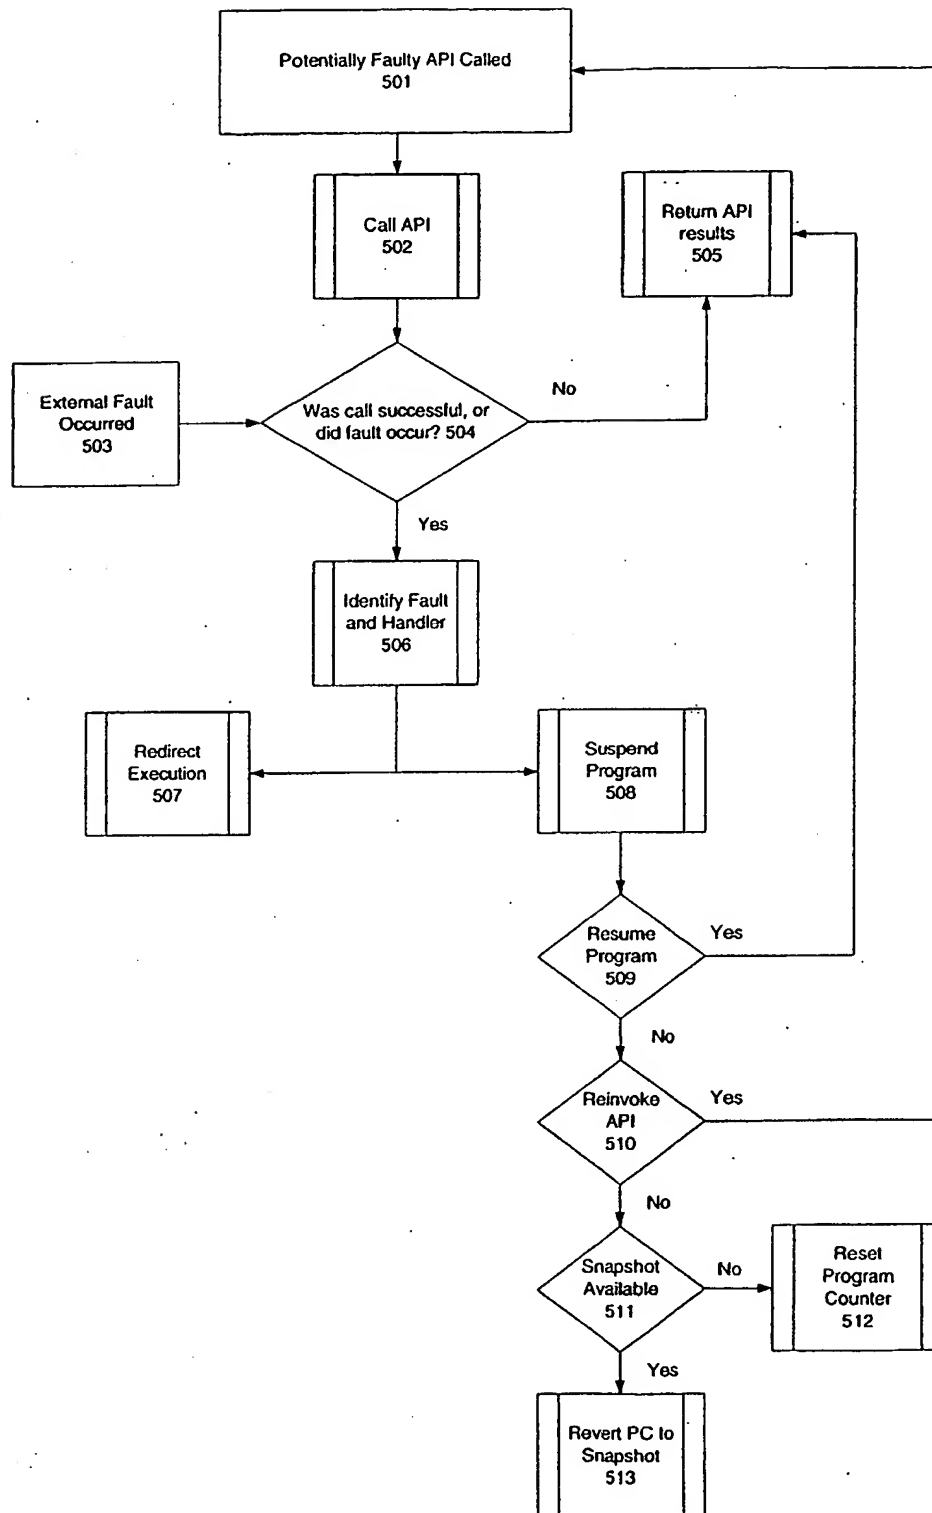 Potentially Faulty API Called
501
Call API
502
Return API
results
505
External Fault
Occurred
503
Was call successful, or
did fault occur? 504
No
Yes
Identify Fault
and Handler
506
Redirect
Execution
507
Suspend
Program
508
Resume
Program
509
Yes
No
Reinvoke
API
510
Yes
No
Snapshot
Available
511
No
Reset
Program
Counter
512
Yes
Revert PC to
Snapshot
513